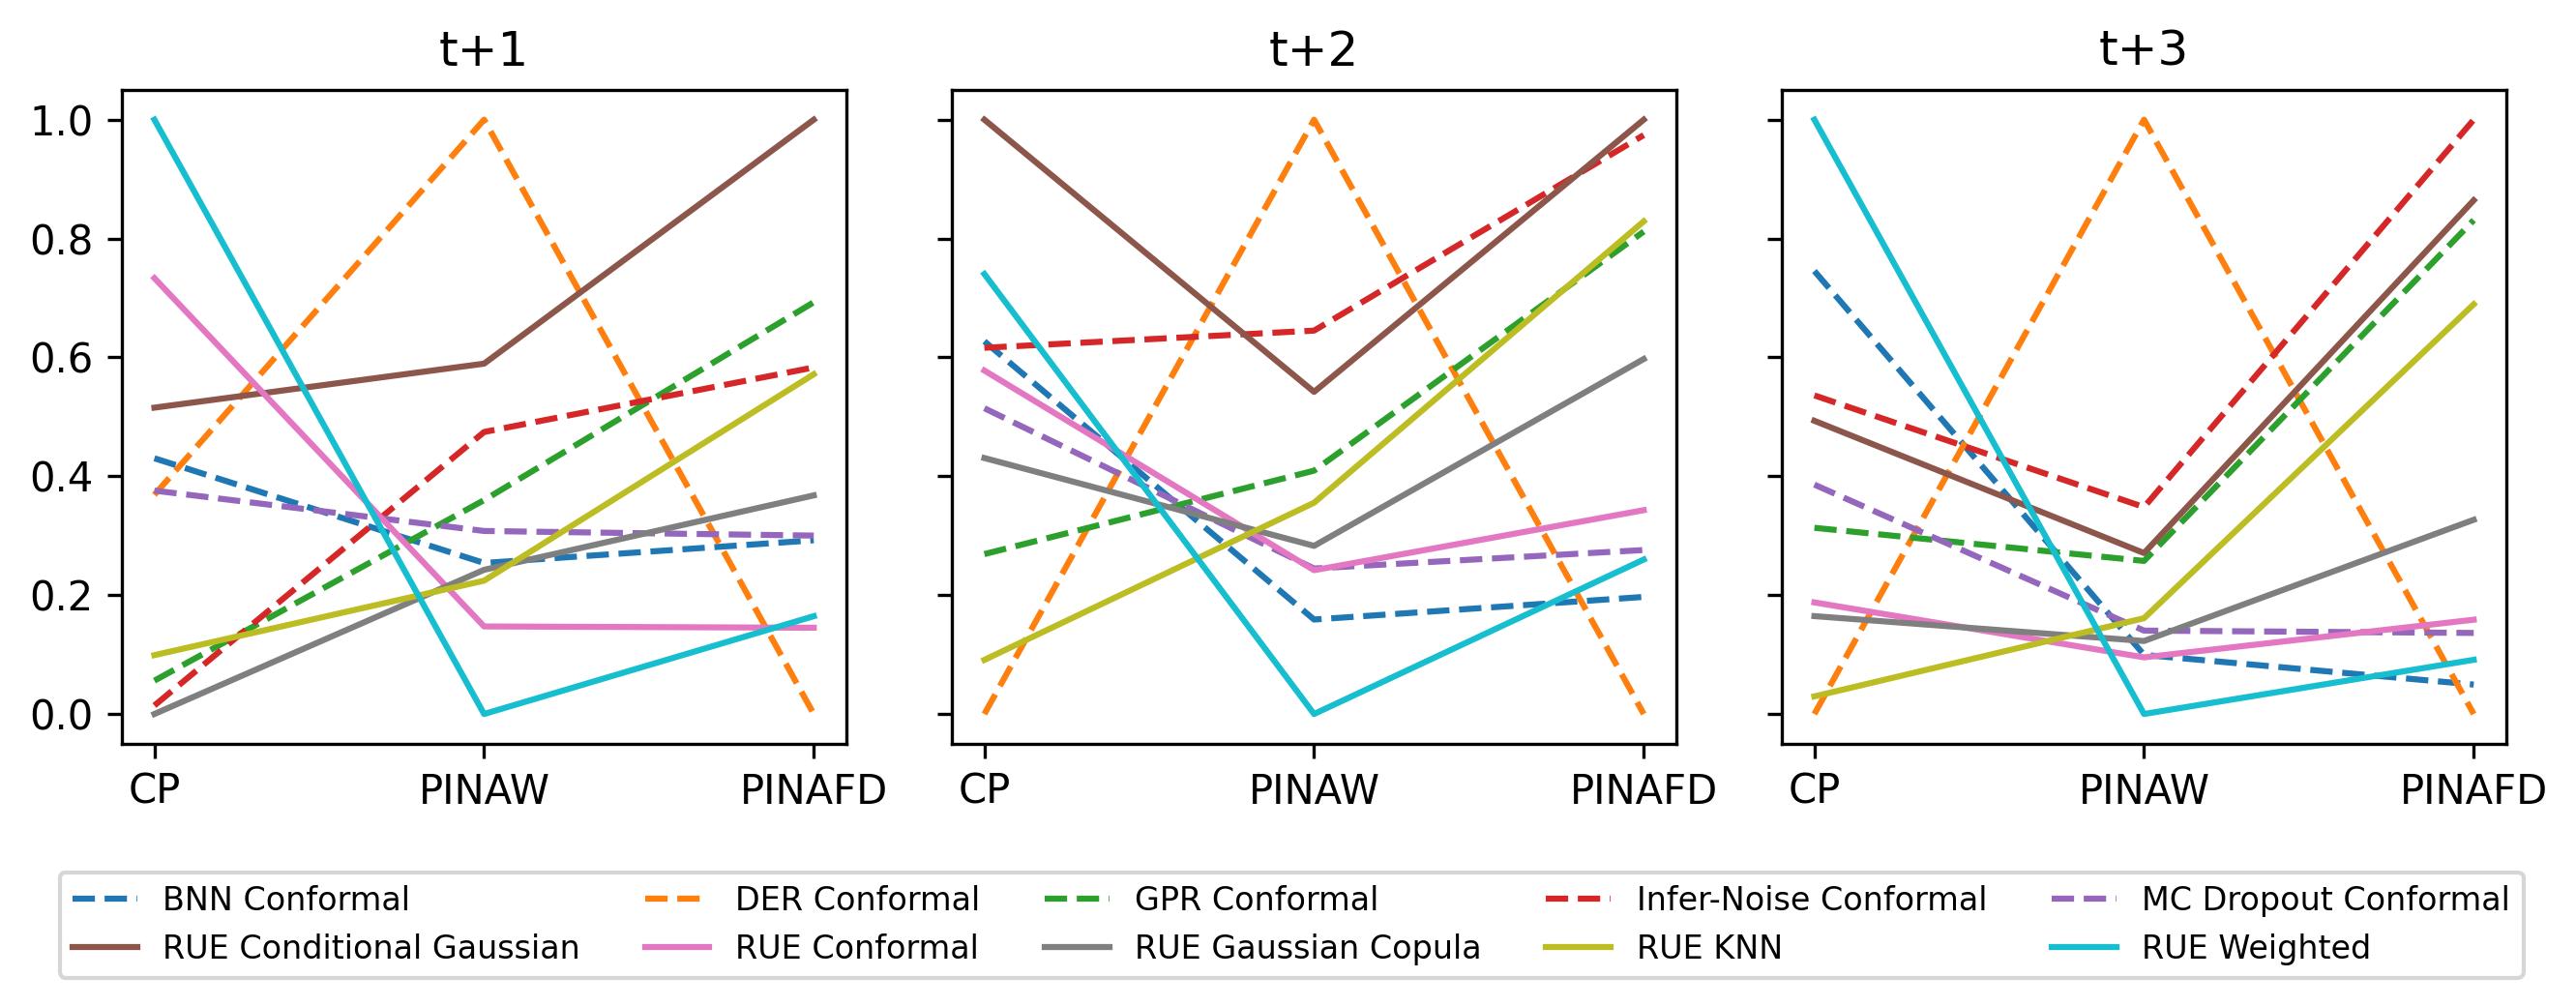 t+1 t+2 t+3
1.0
0.8
0.6
0.4
0.2
0.0
CP PINAW PINAFD CP PINAW PINAFD CP PINAW PINAFD
BNN Conformal DER Conformal GPR Conformal Infer-Noise Conformal MC Dropout Conformal
RUE Conditional Gaussian RUE Conformal RUE Gaussian Copula RUE KNN RUE Weighted